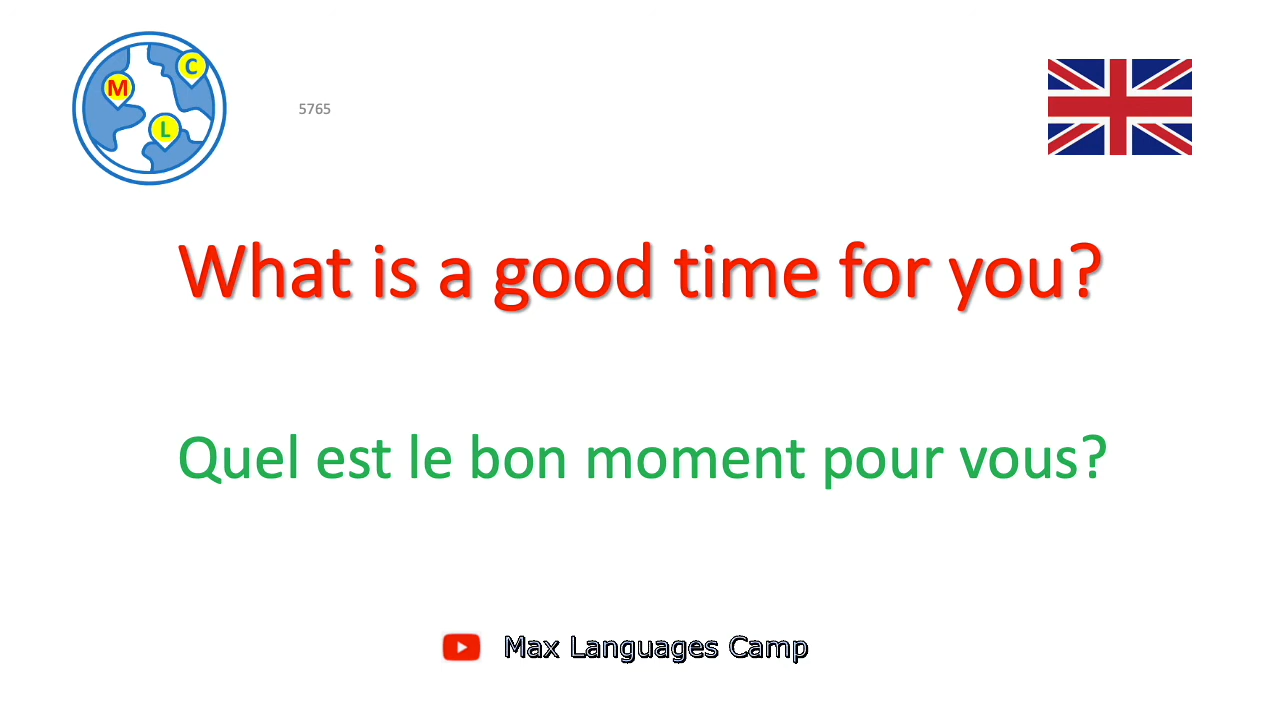 M
C
L
5765
What is a good time for you?
Quel est le bon moment pour vous?
Max Languages Camp